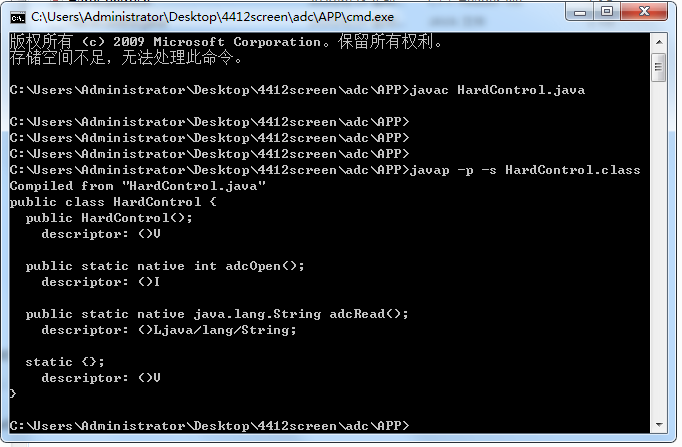 C:\Users\Administrator\Desktop\4412screen\adc\APP\cmd.exe
版权所有 (c) 2009 Microsoft Corporation。保留所有权利。
存储空间不足，无法处理此命令。
C:\Users\Administrator\Desktop\4412screen\adc\APP>javac HardControl.java
C:\Users\Administrator\Desktop\4412screen\adc\APP>
C:\Users\Administrator\Desktop\4412screen\adc\APP>
C:\Users\Administrator\Desktop\4412screen\adc\APP>
C:\Users\Administrator\Desktop\4412screen\adc\APP>javap -p -s HardControl.class
Compiled from "HardControl.java"
public class HardControl {
  public HardControl();
    descriptor: ()V
  public static native int adcOpen();
    descriptor: ()I
  public static native java.lang.String adcRead();
    descriptor: ()Ljava/lang/String;
  static {};
    descriptor: ()V
}
C:\Users\Administrator\Desktop\4412screen\adc\APP>